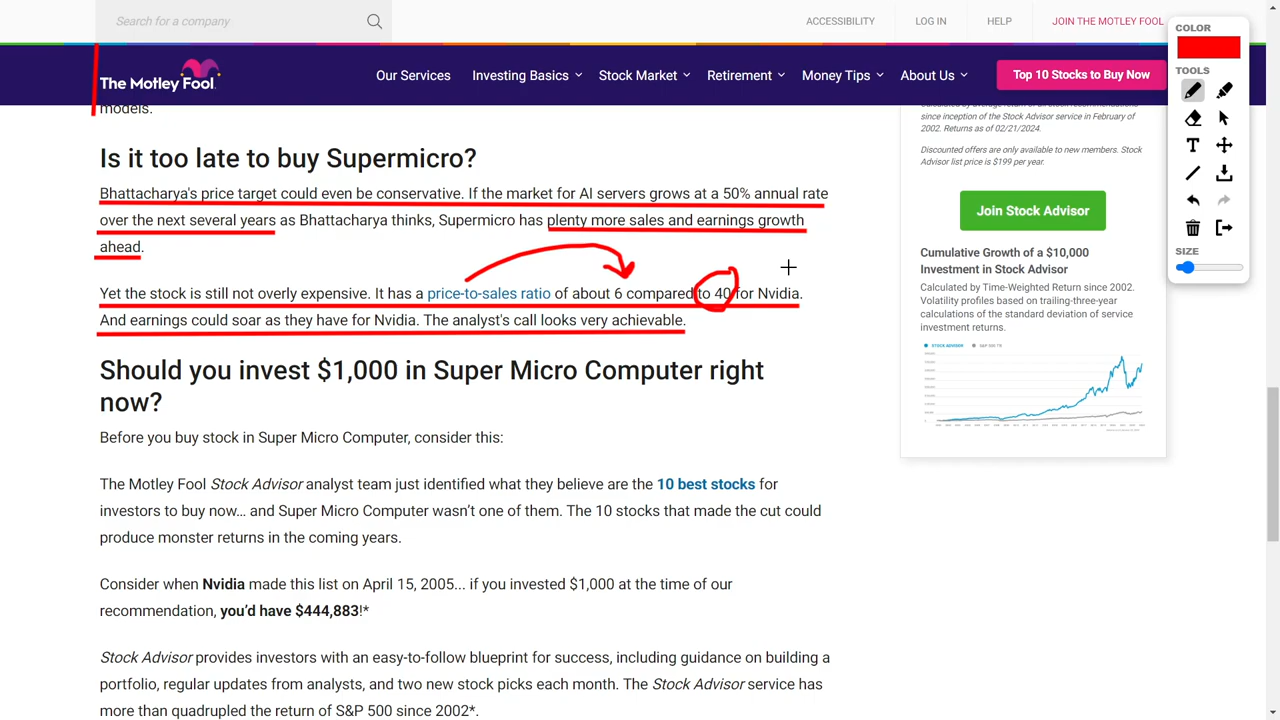 Search for a company
ACCESSIBILITY
LOG IN
HELP
JOIN THE MOTLEY FOOL
The Motley Fool
Our Services
Investing Basics
Stock Market
Retirement
Money Tips
About Us
Top 10 Stocks to Buy Now
models.
Is it too late to buy Supermicro?
Bhattacharya's price target could even be conservative. If the market for AI servers grows at a 50% annual rate
over the next several years as Bhattacharya thinks, Supermicro has plenty more sales and earnings growth
ahead.
Yet the stock is still not overly expensive. It has a price-to-sales ratio of about 6 compared to 40 for Nvidia.
And earnings could soar as they have for Nvidia. The analyst's call looks very achievable.
Should you invest $1,000 in Super Micro Computer right
now?
Before you buy stock in Super Micro Computer, consider this:
The Motley Fool Stock Advisor analyst team just identified what they believe are the 10 best stocks for
investors to buy now… and Super Micro Computer wasn’t one of them. The 10 stocks that made the cut could
produce monster returns in the coming years.
Consider when Nvidia made this list on April 15, 2005... if you invested $1,000 at the time of our
recommendation, you’d have $444,883!*
Stock Advisor provides investors with an easy-to-follow blueprint for success, including guidance on building a
portfolio, regular updates from analysts, and two new stock picks each month. The Stock Advisor service has
more than quadrupled the return of S&P 500 since 2002*.
since inception of the Stock Advisor service in February of
2002. Returns as of 02/21/2024.
Discounted offers are only available to new members. Stock
Advisor list price is $199 per year.
Join Stock Advisor
Cumulative Growth of a $10,000
Investment in Stock Advisor
Calculated by Time-Weighted Return since 2002.
Volatility profiles based on trailing-three-year
calculations of the standard deviation of service
investment returns.
STOCK ADVISOR
COLOR
TOOLS
T
SIZE